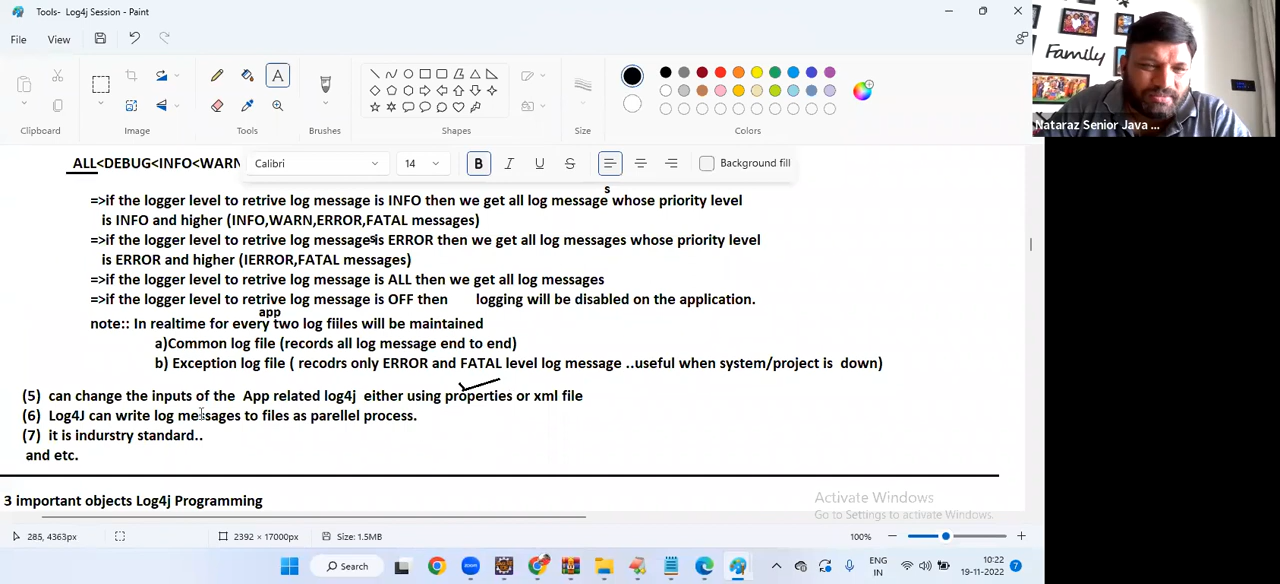 Tools- Log4j Session - Paint
File View
Clipboard Image Tools Brushes Shapes Size Colors
Family
Nataraz Senior Java ...
ALL<DEBUG<INFO<WARN
Calibri 14 B I U S Background fill
s
=>if the logger level to retrive log message is INFO then we get all log message whose priority level
is INFO and higher (INFO,WARN,ERROR,FATAL messages)
=>if the logger level to retrive log messages is ERROR then we get all log messages whose priority level
is ERROR and higher (IERROR,FATAL messages)
=>if the logger level to retrive log message is ALL then we get all log messages
=>if the logger level to retrive log message is OFF then logging will be disabled on the application.
app
note:: In realtime for every two log fiiles will be maintained
a)Common log file (records all log message end to end)
b) Exception log file ( recodrs only ERROR and FATAL level log message ..useful when system/project is down)
(5) can change the inputs of the App related log4j either using properties or xml file
(6) Log4J can write log messages to files as parellel process.
(7) it is indurstry standard..
and etc.
3 important objects Log4j Programming
Activate Windows
Go to Settings to activate Windows.
285, 4363px 2392 × 17000px Size: 1.5MB 100%
Search
ENG
IN
10:22
19-11-2022
7